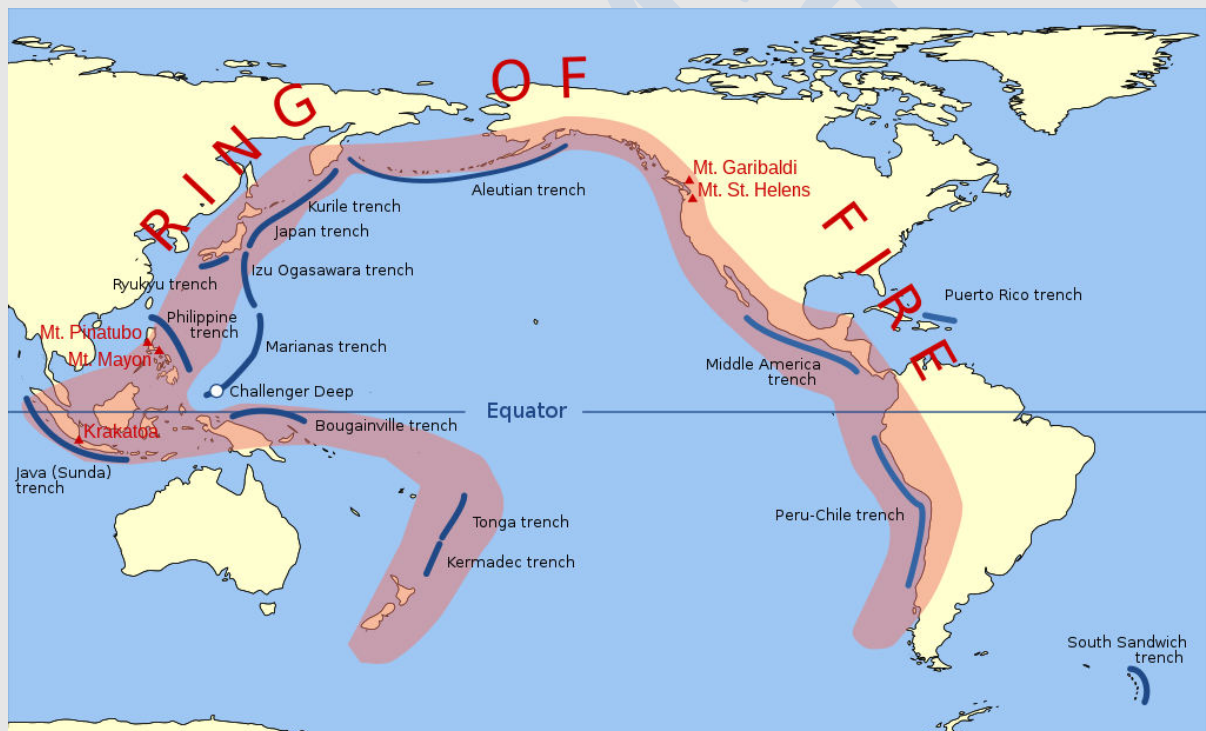 RING OF FIRE
Mt. Garibaldi
Mt. St. Helens
Aleutian trench
Kurile trench
Japan trench
Izu Ogasawara trench
Ryukyu trench
Puerto Rico trench
Philippine
trench
Mt. Pinatubo
Mt. Mayon
Marianas trench
Middle America
trench
Challenger Deep
Equator
Bougainville trench
Krakatoa
Java (Sunda)
trench
Tonga trench
Peru-Chile trench
Kermadec trench
South Sandwich
trench